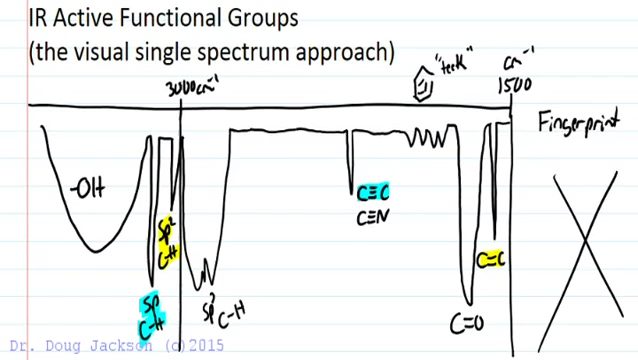 IR Active Functional Groups
(the visual single spectrum approach)
3000cm⁻¹
"teeth"
cm⁻¹
1500
Fingerprint
-OH
sp²
C-H
sp
C-H
sp³ C-H
C≡C
C≡N
C=O
C=C
Dr. Doug Jackson (c)2015